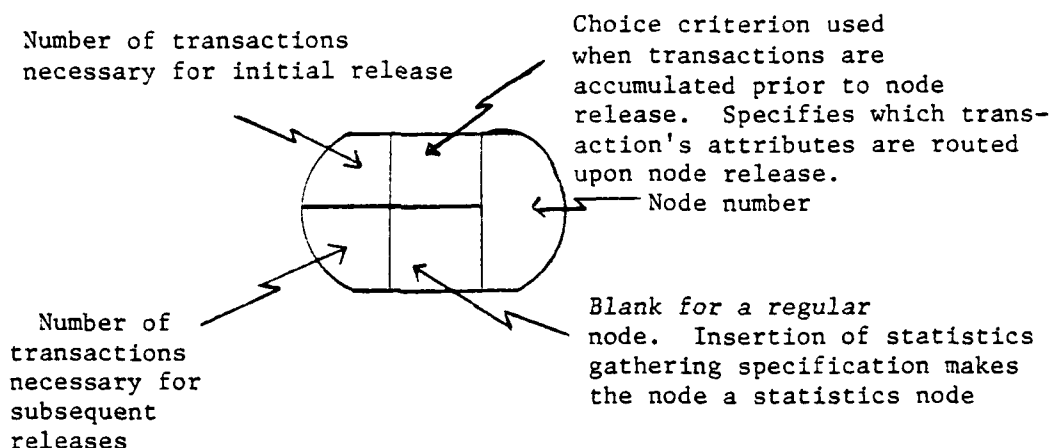 Number of transactions
necessary for initial release
Choice criterion used
when transactions are
accumulated prior to node
release. Specifies which trans-
action's attributes are routed
upon node release.
Node number
Number of
transactions
necessary for
subsequent
releases
Blank for a regular
node. Insertion of statistics
gathering specification makes
the node a statistics node